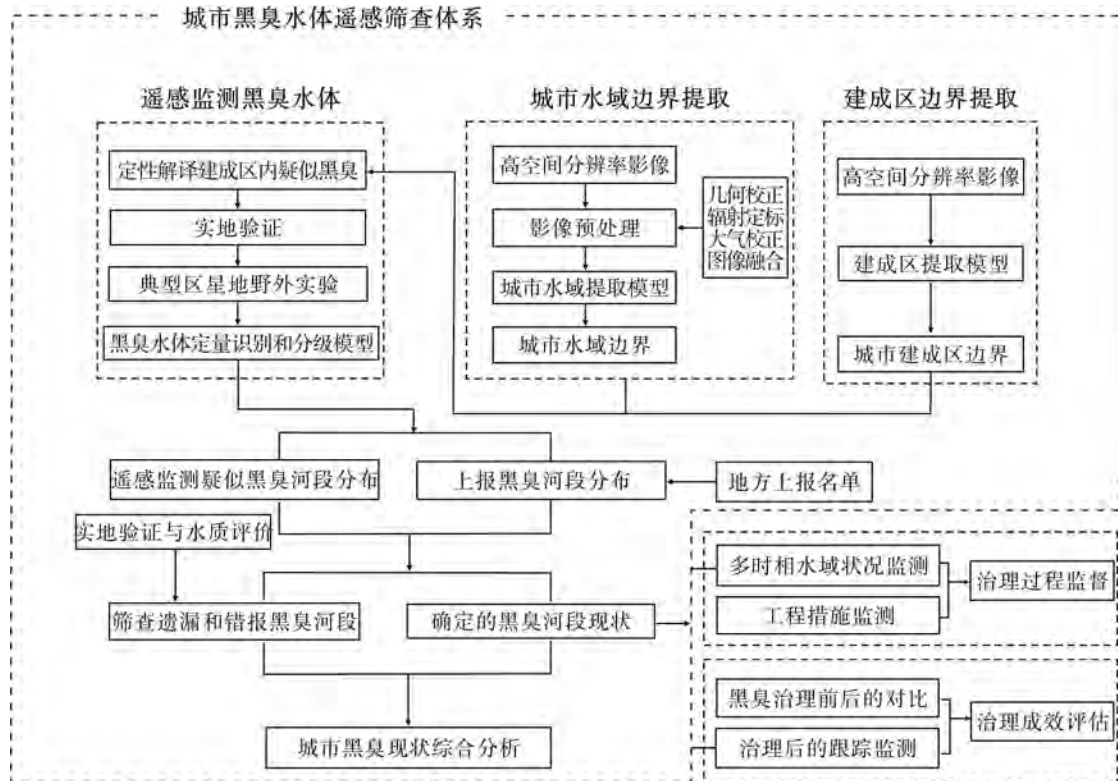 城市黑臭水体遥感筛查体系
遥感监测黑臭水体
定性解译建成区内疑似黑臭
实地验证
典型区星地野外实验
黑臭水体定量识别和分级模型
城市水域边界提取
高空间分辨率影像
影像预处理
城市水域提取模型
城市水域边界
几何校正
辐射定标
大气校正
图像融合
建成区边界提取
高空间分辨率影像
建成区提取模型
城市建成区边界
遥感监测疑似黑臭河段分布
上报黑臭河段分布
地方上报名单
实地验证与水质评价
筛查遗漏和错报黑臭河段
确定的黑臭河段现状
城市黑臭现状综合分析
多时相水域状况监测
工程措施监测
治理过程监督
黑臭治理前后的对比
治理后的跟踪监测
治理成效评估